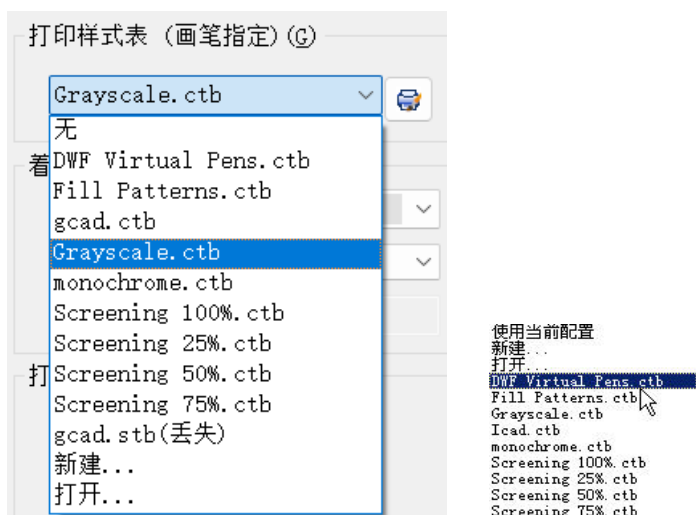 打印样式表 (画笔指定)(G)
Grayscale.ctb
无
着
DWF Virtual Pens.ctb
Fill Patterns.ctb
gcad.ctb
Grayscale.ctb
monochrome.ctb
Screening 100%.ctb
Screening 25%.ctb
打
Screening 50%.ctb
Screening 75%.ctb
gcad.stb(丢失)
新建...
打开...
使用当前配置
新建...
打开...
DWF Virtual Pens.ctb
Fill Patterns.ctb
Grayscale.ctb
Icad.ctb
monochrome.ctb
Screening 100%.ctb
Screening 25%.ctb
Screening 50%.ctb
Screening 75%.ctb